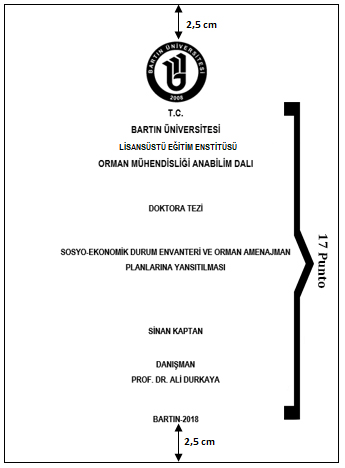 2,5 cm
BARTIN ÜNİVERSİTESİ
2008
T.C.
BARTIN ÜNİVERSİTESİ
LİSANSÜSTÜ EĞİTİM ENSTİTÜSÜ
ORMAN MÜHENDİSLİĞİ ANABİLİM DALI
DOKTORA TEZİ
SOSYO-EKONOMİK DURUM ENVANTERİ VE ORMAN AMENAJMAN
PLANLARINA YANSITILMASI
17 Punto
SİNAN KAPTAN
DANIŞMAN
PROF. DR. ALİ DURKAYA
BARTIN-2018
2,5 cm